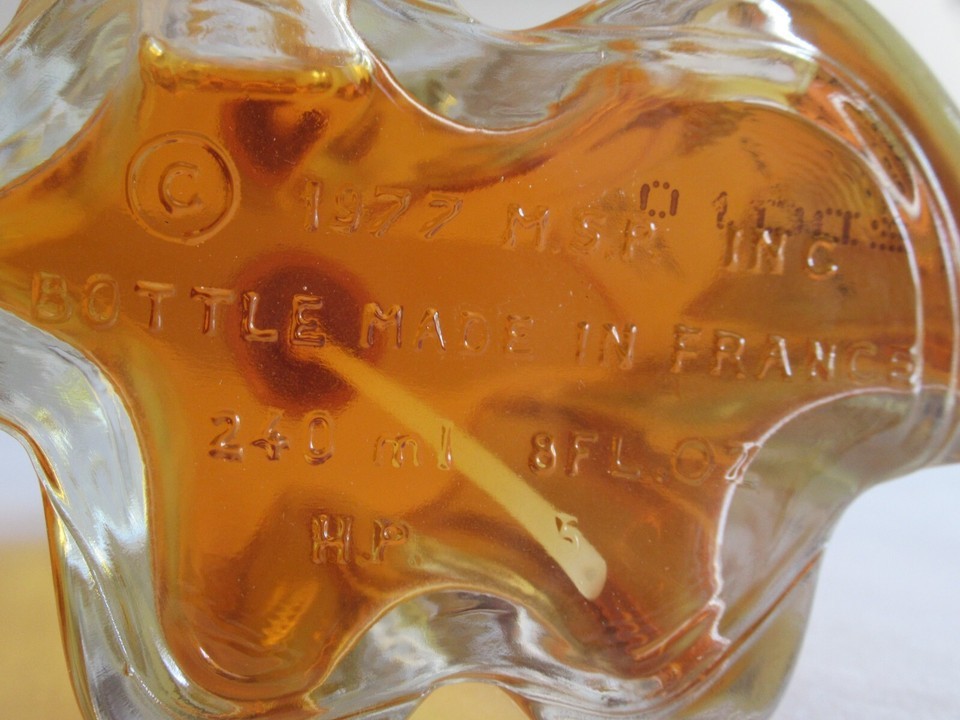 © 1977 M.S.P. INC
BOTTLE MADE IN FRANCE
240 ml 8FL.OZ
H.P.
5